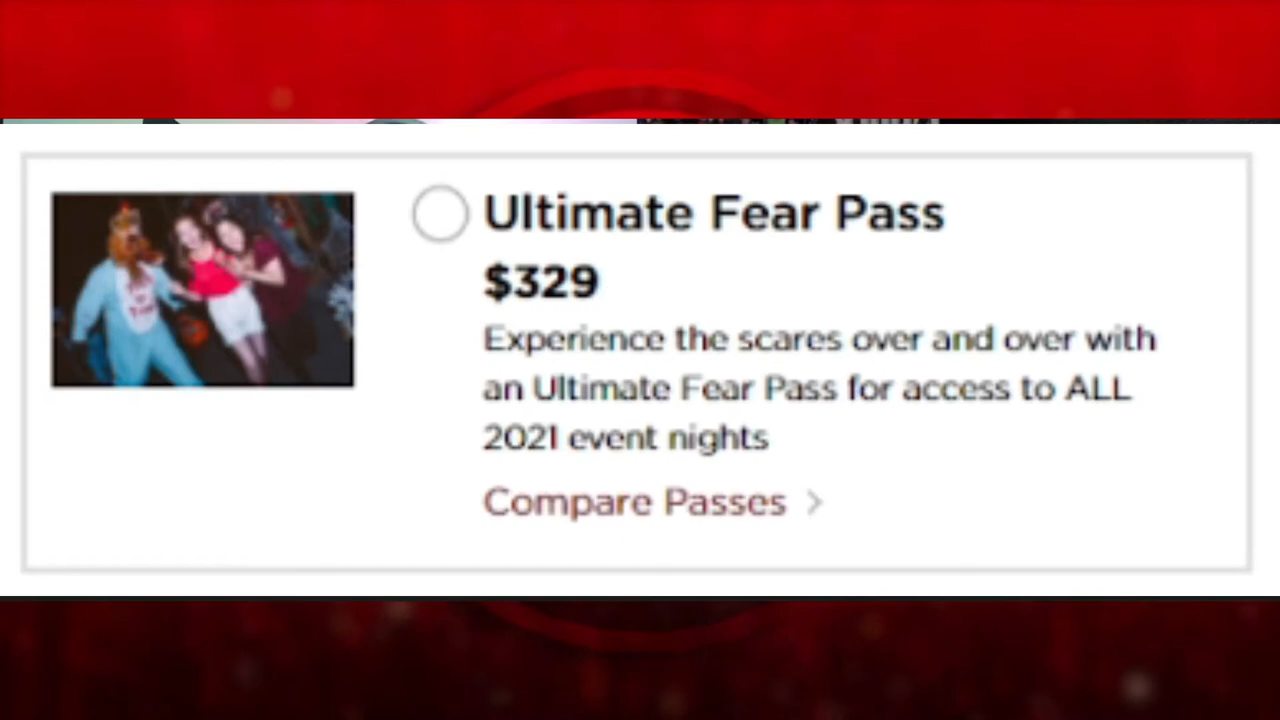 Ultimate Fear Pass
$329
Experience the scares over and over with
an Ultimate Fear Pass for access to ALL
2021 event nights
Compare Passes >